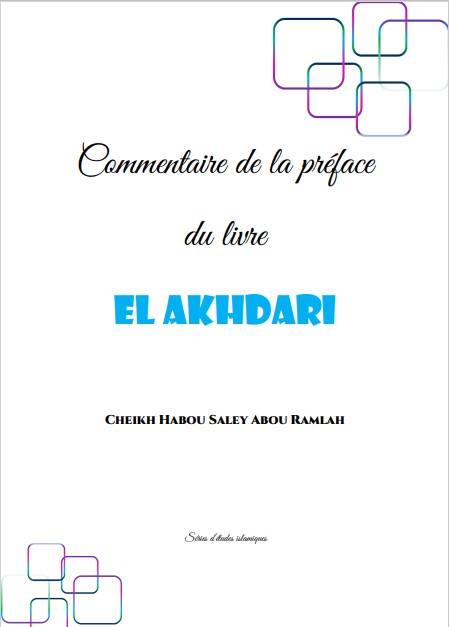 Commentaire de la préface
du livre
EL AKHDARI
Cheikh Habou Saley Abou Ramlah
Séries d'études islamiques